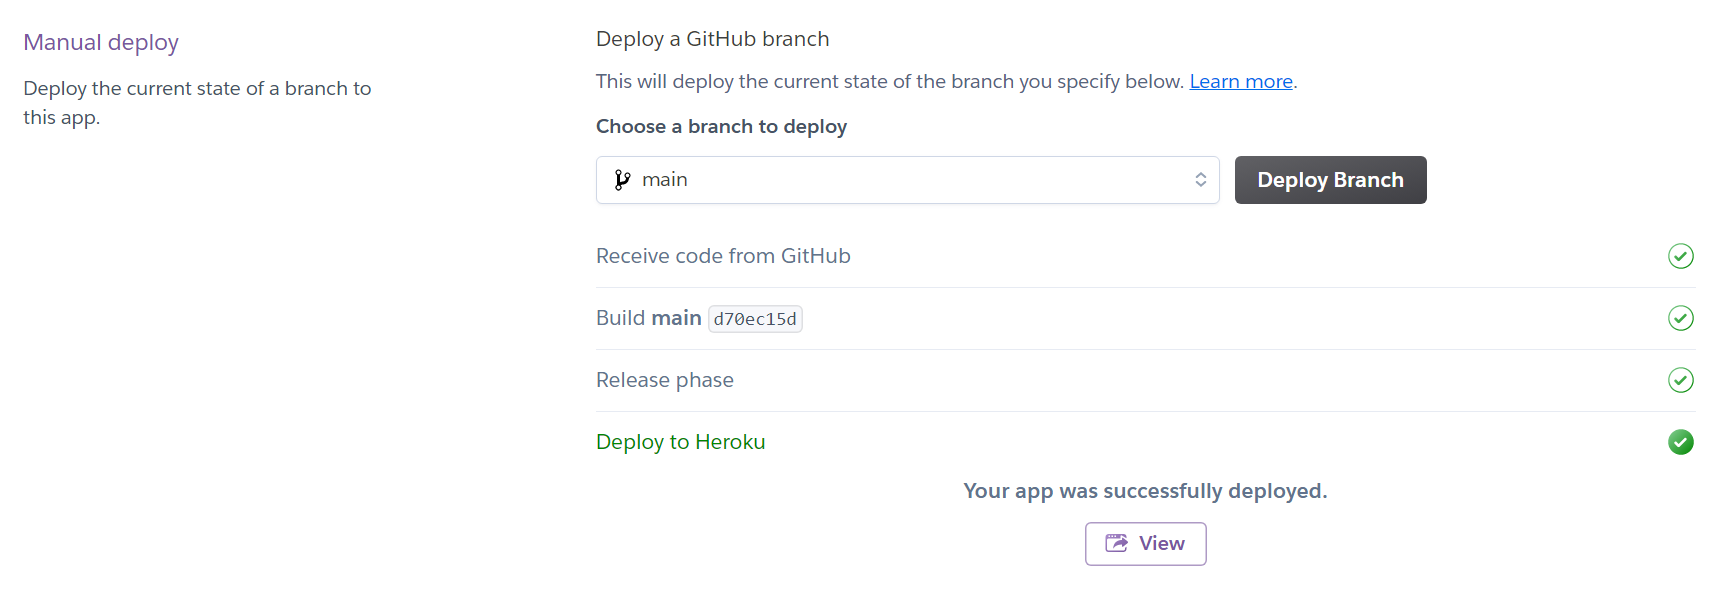 Manual deploy
Deploy the current state of a branch to
this app.
Deploy a GitHub branch
This will deploy the current state of the branch you specify below. Learn more.
Choose a branch to deploy
main
Deploy Branch
Receive code from GitHub
Build main d70ec15d
Release phase
Deploy to Heroku
Your app was successfully deployed.
View